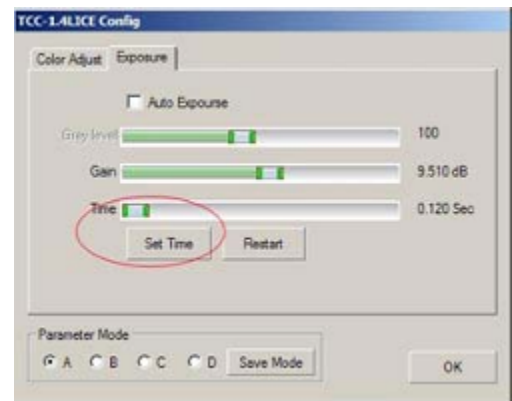 TCC-1.4LICE Config
Color Adjust Exposure
Auto Expourse
Grey level 100
Gain 9.510 dB
Time 0.120 Sec
Set Time Restart
Parameter Mode
A B C D Save Mode
OK